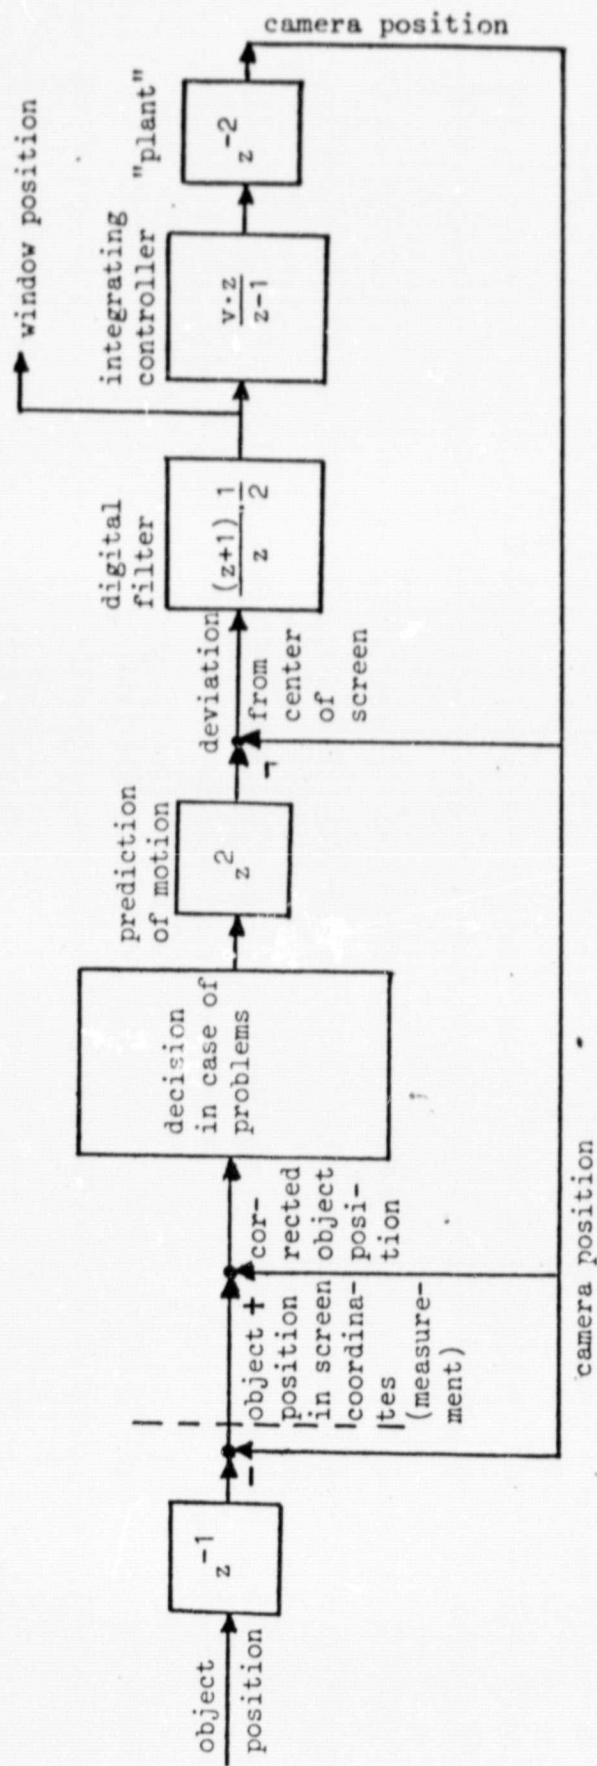 object
position
z⁻¹
−
object +
position
in screen
coordina-
tes
(measure-
ment)
cor-
rected
object
posi-
tion
decision
in case of
problems
prediction
of motion
z²
−
deviation
from
center
of
screen
digital
filter
(z+1) . 1
z 2
window position
integrating
controller
v·z
z-1
"plant"
z⁻²
camera position
camera position